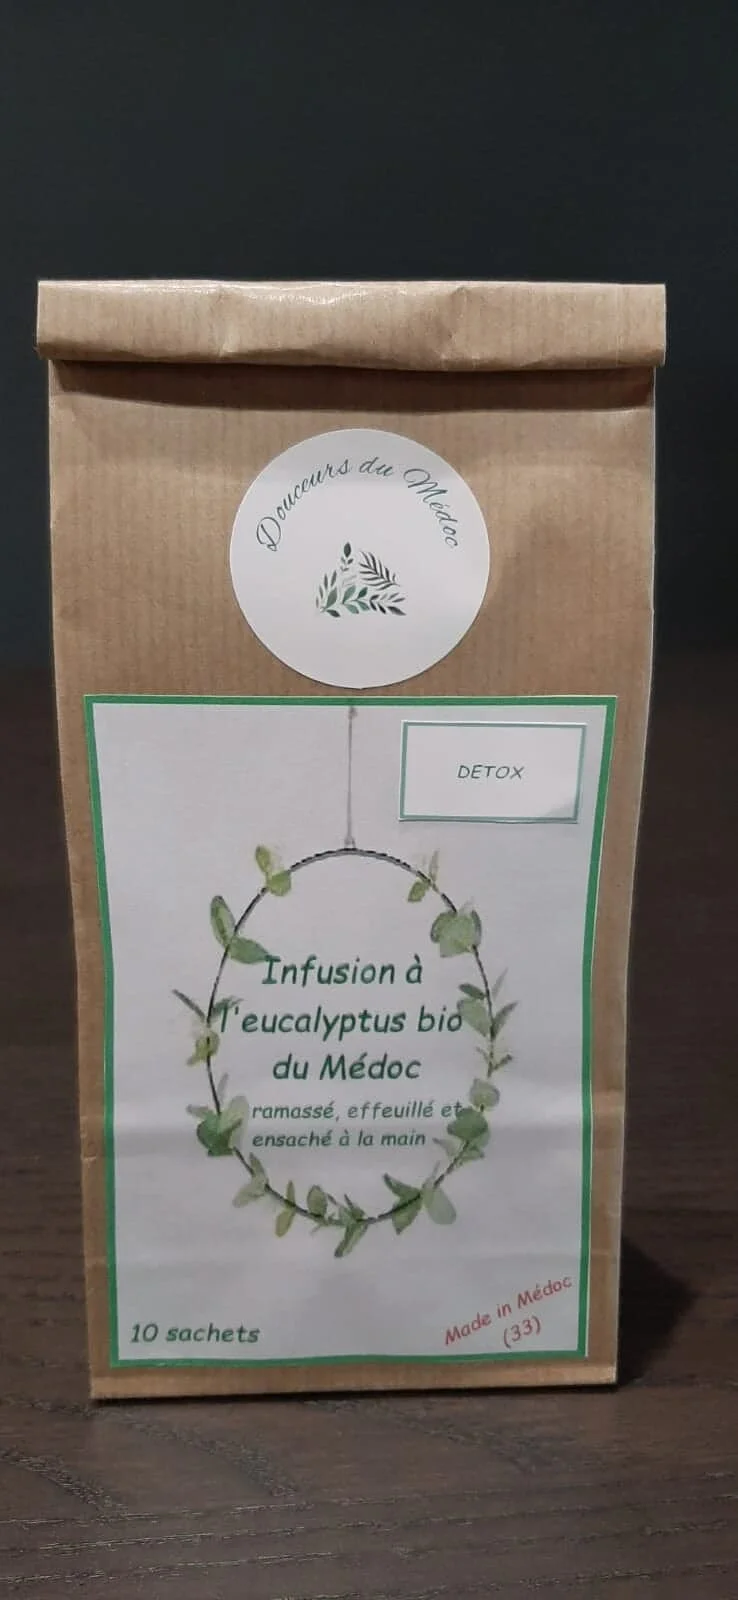 Douceurs du Médoc
DETOX
Infusion à
l'eucalyptus bio
du Médoc
ramassé, effeuillé et
ensaché à la main
10 sachets
Made in Médoc
(33)